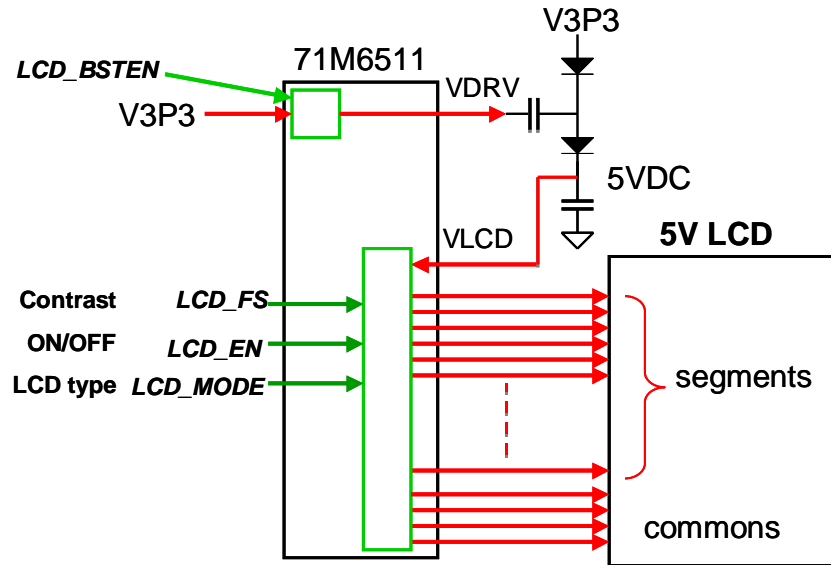 V3P3
71M6511
LCD_BSTEN
VDRV
V3P3
5VDC
VLCD
5V LCD
Contrast LCD_FS
ON/OFF LCD_EN
LCD type LCD_MODE
segments
commons